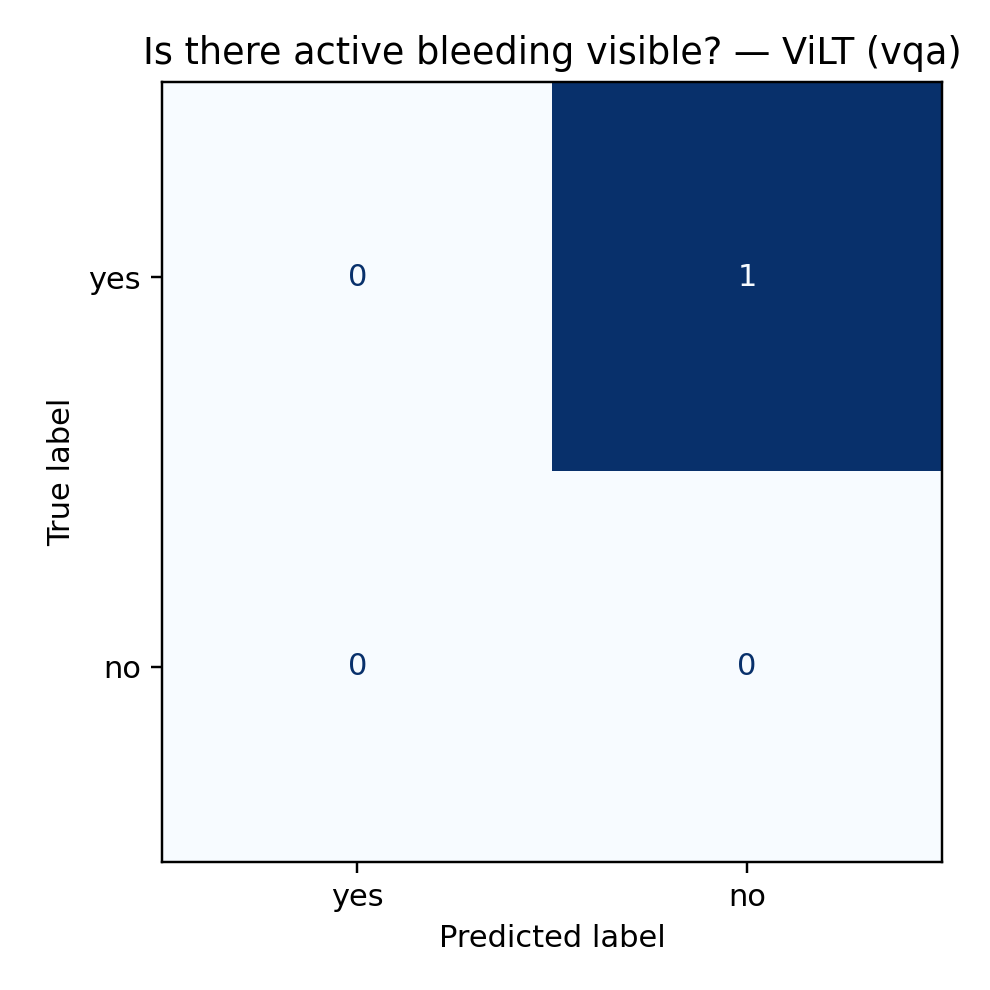 Is there active bleeding visible? — ViLT (vqa)
yes
0
1
True label
no
0
0
yes
no
Predicted label